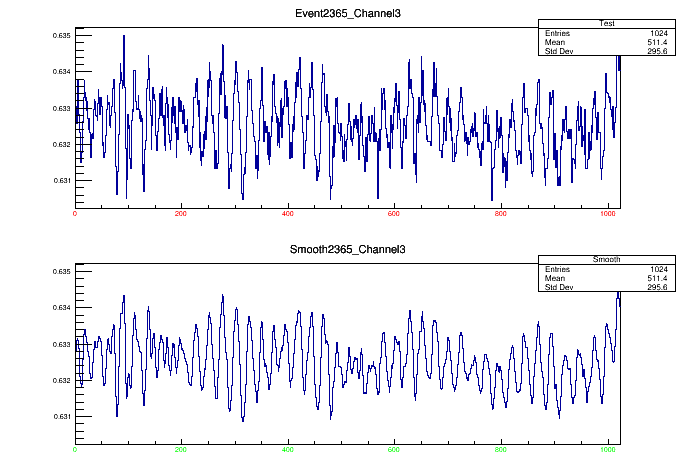 Event2365_Channel3
Test
Entries 1024
Mean 511.4
Std Dev 295.6
0.635
0.634
0.633
0.632
0.631
0 200 400 600 800 1000
Smooth2365_Channel3
Smooth
Entries 1024
Mean 511.4
Std Dev 295.6
0.635
0.634
0.633
0.632
0.631
0 200 400 600 800 1000